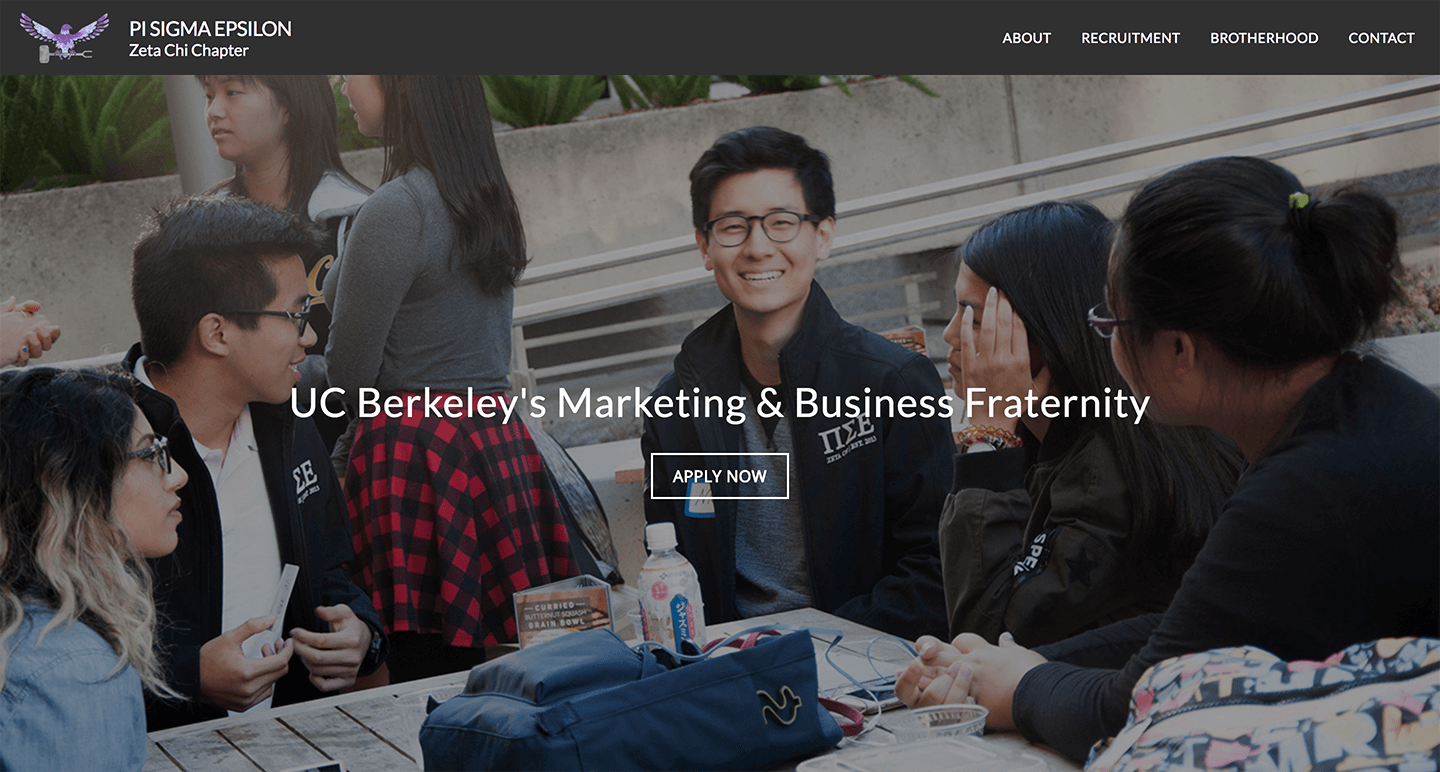 PI SIGMA EPSILON
Zeta Chi Chapter
ABOUT
RECRUITMENT
BROTHERHOOD
CONTACT
UC Berkeley's Marketing & Business Fraternity
ΠΣΕ
ΣΕ
APPLY NOW
CURRIED
BUTTERNUT SQUASH
GRAIN BOWL